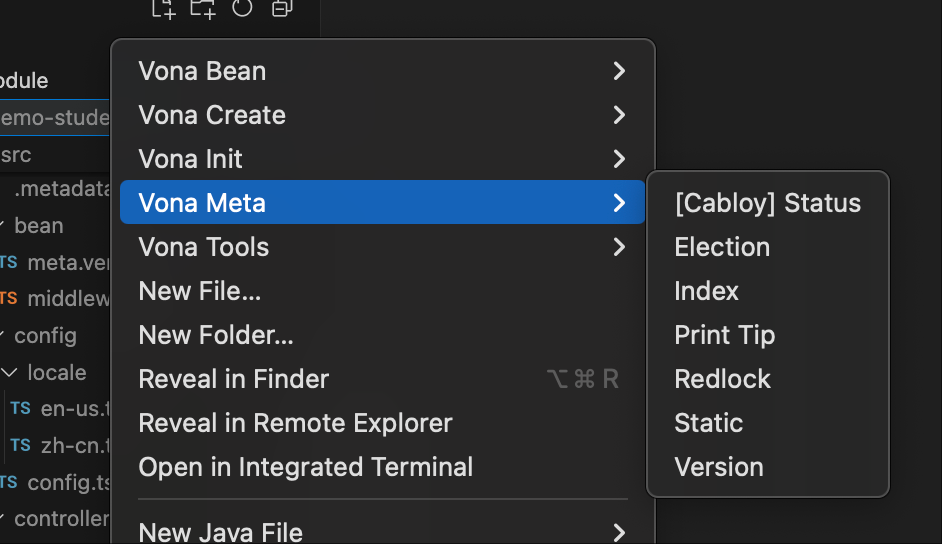 Vona Bean
odule
Vona Create
emo-stude
Vona Init
src
.metadata
Vona Meta
[Cabloy] Status
bean
Vona Tools
Election
TS meta.ver
New File...
Index
TS middlew
config
New Folder...
Print Tip
locale
Reveal in Finder
⌥⌘R
Redlock
TS en-us.t
Reveal in Remote Explorer
Static
TS zh-cn.t
Open in Integrated Terminal
Version
TS config.ts
controller
New Java File